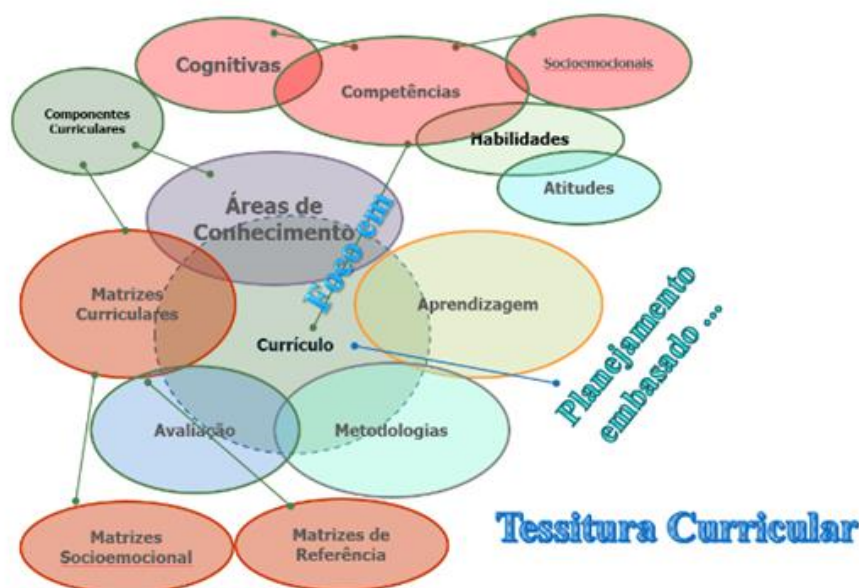 Cognitivas
Competências
Socioemocionais
Componentes
Curriculares
Habilidades
Atitudes
Áreas de
Conhecimento
Foco em
Matrizes
Curriculares
Aprendizagem
Currículo
Planejamento
embasado ...
Avaliação
Metodologias
Matrizes
Socioemocional
Matrizes de
Referência
Tessitura Curricular